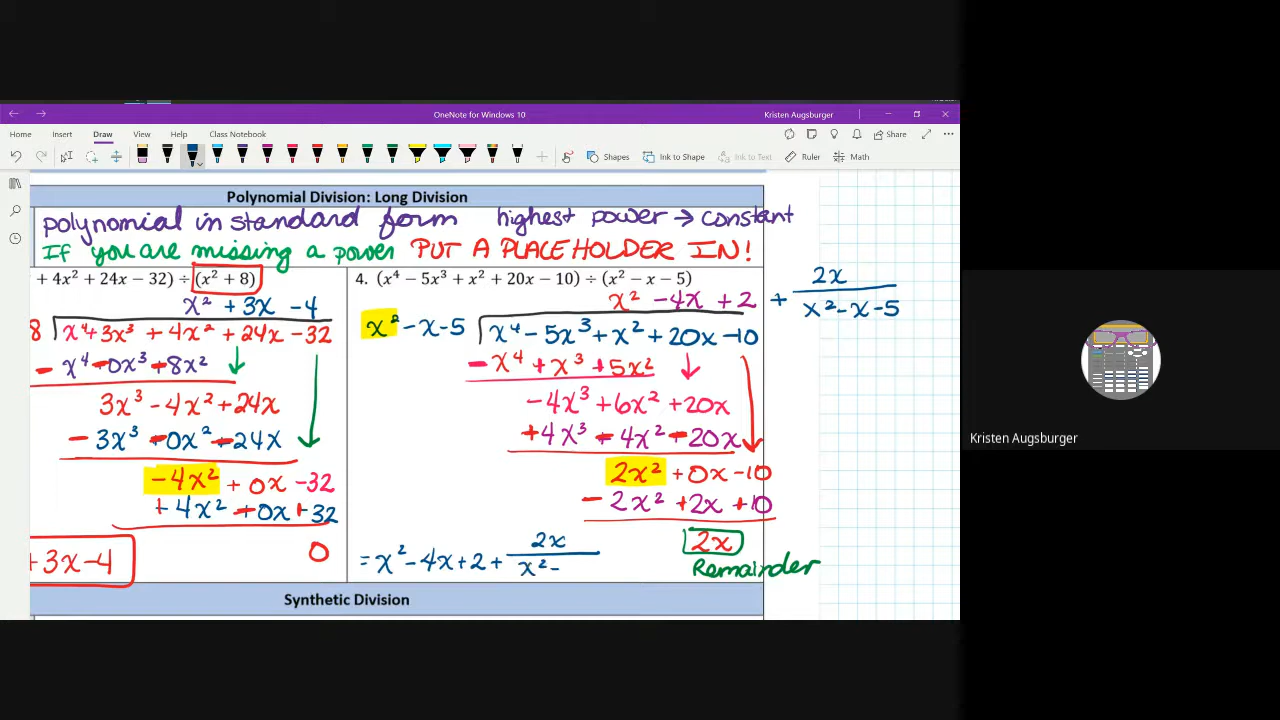 OneNote for Windows 10
Kristen Augsburger
Home Insert Draw View Help Class Notebook
Share
Shapes Ink to Shape Ink to Text Ruler Math
Polynomial Division: Long Division
polynomial in standard form highest power → constant
If you are missing a power PUT A PLACEHOLDER IN!
+ 4x² + 24x − 32) ÷ (x² + 8)
x² + 3x - 4
8 x⁴ + 3x³ + 4x² + 24x - 32
- x⁴ - 0x³ - 8x²
3x³ - 4x² + 24x
- 3x³ - 0x² - 24x
-4x² + 0x - 32
+ 4x² - 0x + 32
0
+ 3x - 4
4. (x⁴ − 5x³ + x² + 20x − 10) ÷ (x² − x − 5)
x² - 4x + 2 + 2x / x² - x - 5
x² - x - 5 x⁴ - 5x³ + x² + 20x - 10
- x⁴ + x³ + 5x²
-4x³ + 6x² + 20x
+ 4x³ - 4x² - 20x
2x² + 0x - 10
- 2x² + 2x + 10
2x
Remainder
= x² - 4x + 2 + 2x / x² -
Synthetic Division
Kristen Augsburger